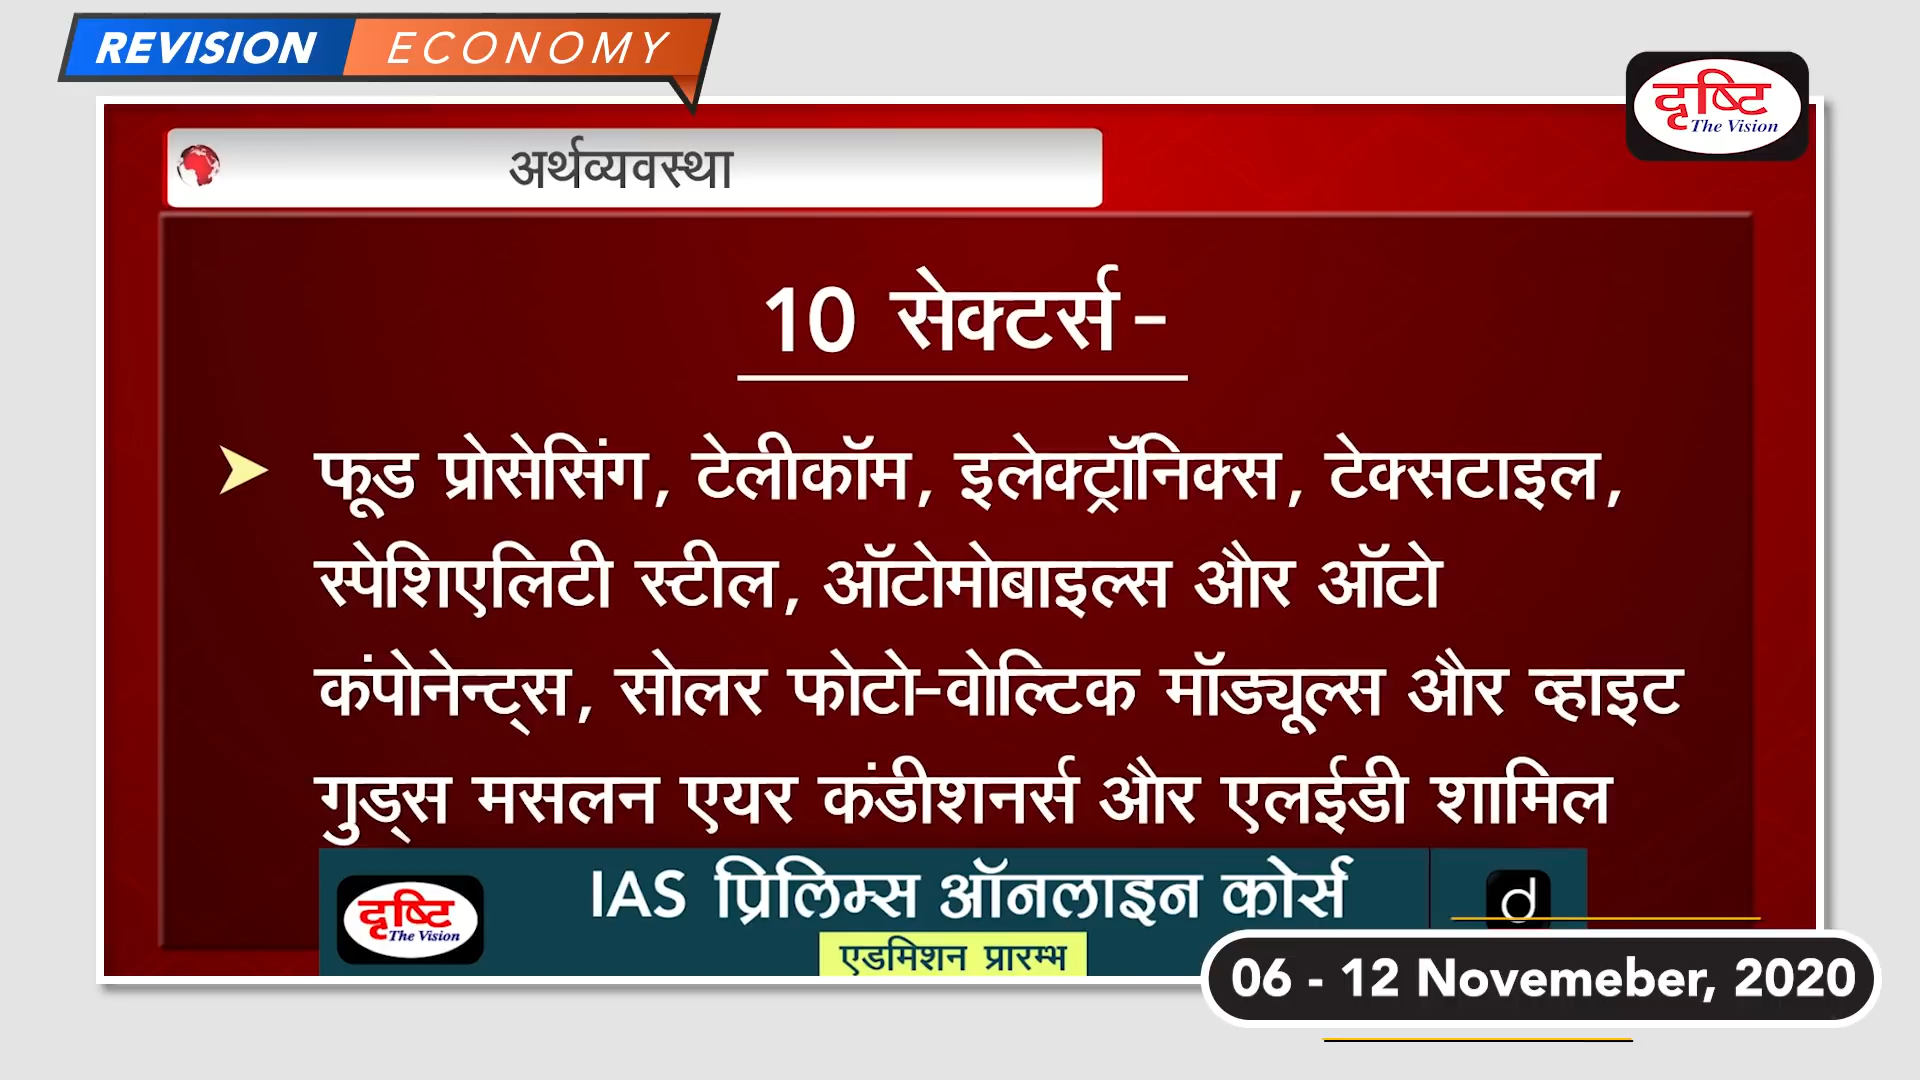 REVISION ECONOMY
दृष्टि
The Vision
अर्थव्यवस्था
10 सेक्टर्स-
➤ फूड प्रोसेसिंग, टेलीकॉम, इलेक्ट्रॉनिक्स, टेक्सटाइल,
स्पेशिएलिटी स्टील, ऑटोमोबाइल्स और ऑटो
कंपोनेन्ट्स, सोलर फोटो-वोल्टिक मॉड्यूल्स और व्हाइट
गुड्स मसलन एयर कंडीशनर्स और एलईडी शामिल
दृष्टि
The Vision
IAS प्रिलिम्स ऑनलाइन कोर्स
d
एडमिशन प्रारम्भ
06 - 12 Novemeber, 2020